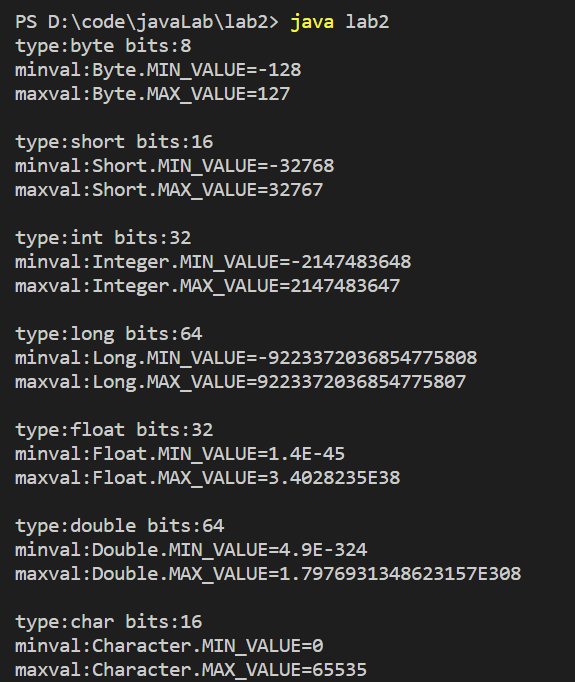 PS D:\code\javaLab\lab2> java lab2
type:byte bits:8
minval:Byte.MIN_VALUE=-128
maxval:Byte.MAX_VALUE=127
type:short bits:16
minval:Short.MIN_VALUE=-32768
maxval:Short.MAX_VALUE=32767
type:int bits:32
minval:Integer.MIN_VALUE=-2147483648
maxval:Integer.MAX_VALUE=2147483647
type:long bits:64
minval:Long.MIN_VALUE=-9223372036854775808
maxval:Long.MAX_VALUE=9223372036854775807
type:float bits:32
minval:Float.MIN_VALUE=1.4E-45
maxval:Float.MAX_VALUE=3.4028235E38
type:double bits:64
minval:Double.MIN_VALUE=4.9E-324
maxval:Double.MAX_VALUE=1.7976931348623157E308
type:char bits:16
minval:Character.MIN_VALUE=0
maxval:Character.MAX_VALUE=65535